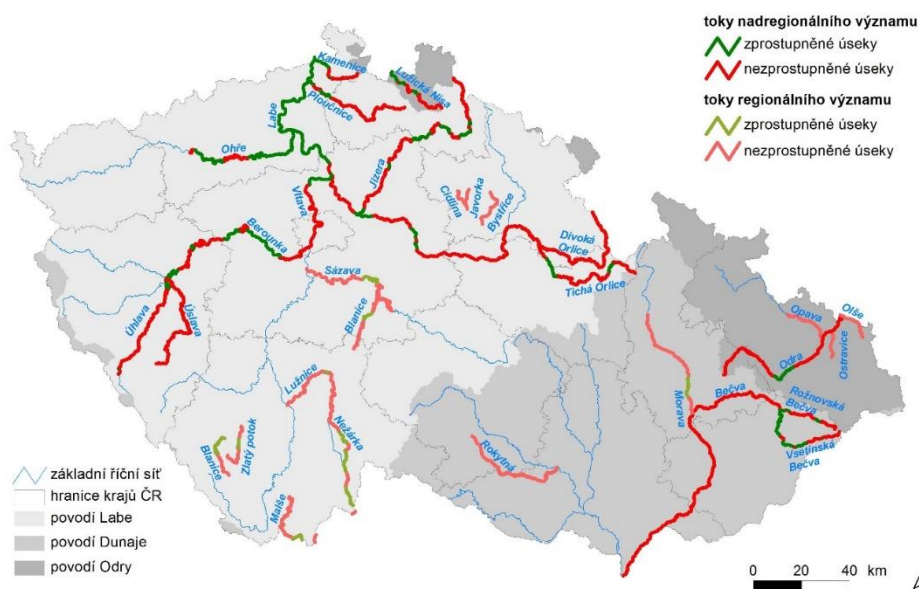 toky nadregionálního významu
zprostupněné úseky
nezprostupněné úseky
toky regionálního významu
zprostupněné úseky
nezprostupněné úseky
Kamenice
Lužická Nisa
Ploučnice
Labe
Ohře
Jizera
Cidlina
Javorka
Bystřice
Vltava
Divoká
Orlice
Berounka
Tichá Orlice
Sázava
Opava
Olše
Úhlava
Úslava
Blanice
Ostravice
Odra
Lužnice
Bečva
Rožnovská
Bečva
Morava
Nežárka
Zlatý potok
Blanice
Rokytná
Vsetínská
Bečva
Malše
základní říční síť
hranice krajů ČR
povodí Labe
povodí Dunaje
povodí Odry
0 20 40 km